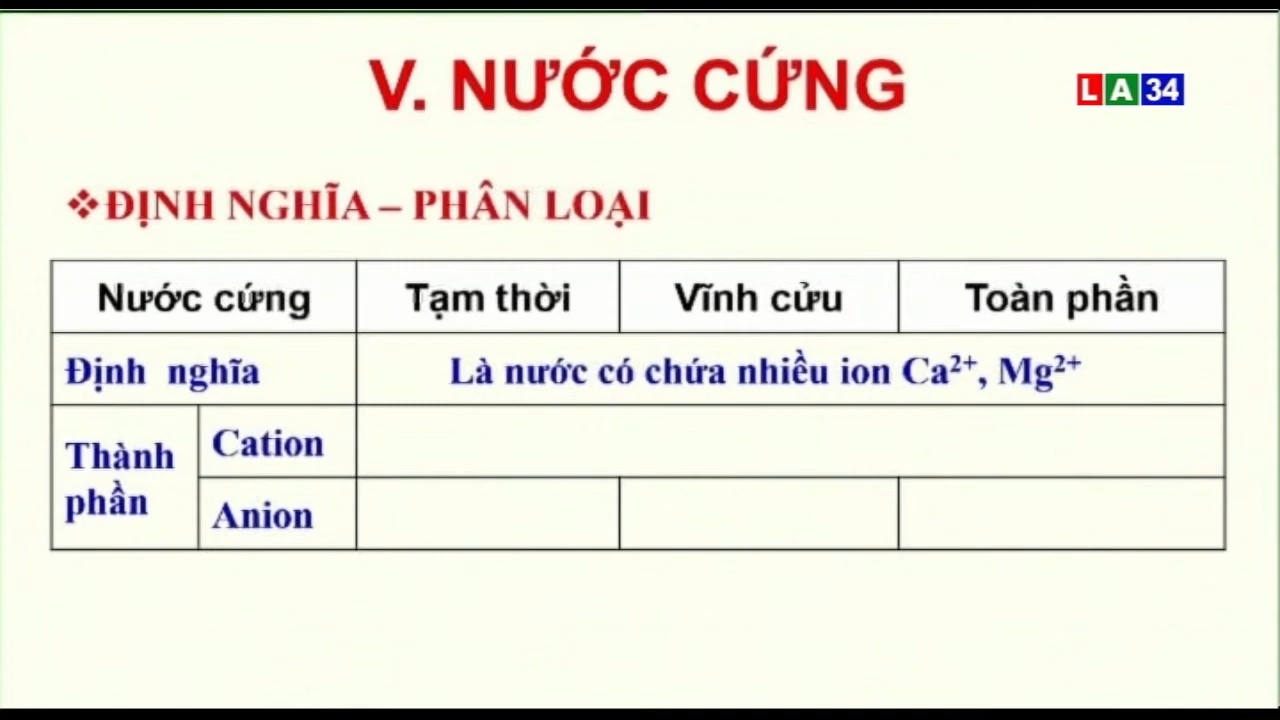 V. NƯỚC CỨNG
LA34
❖ĐỊNH NGHĨA – PHÂN LOẠI
Nước cứng Tạm thời Vĩnh cửu Toàn phần
Định nghĩa Là nước có chứa nhiều ion Ca²⁺, Mg²⁺
Thành phần
Cation
Anion